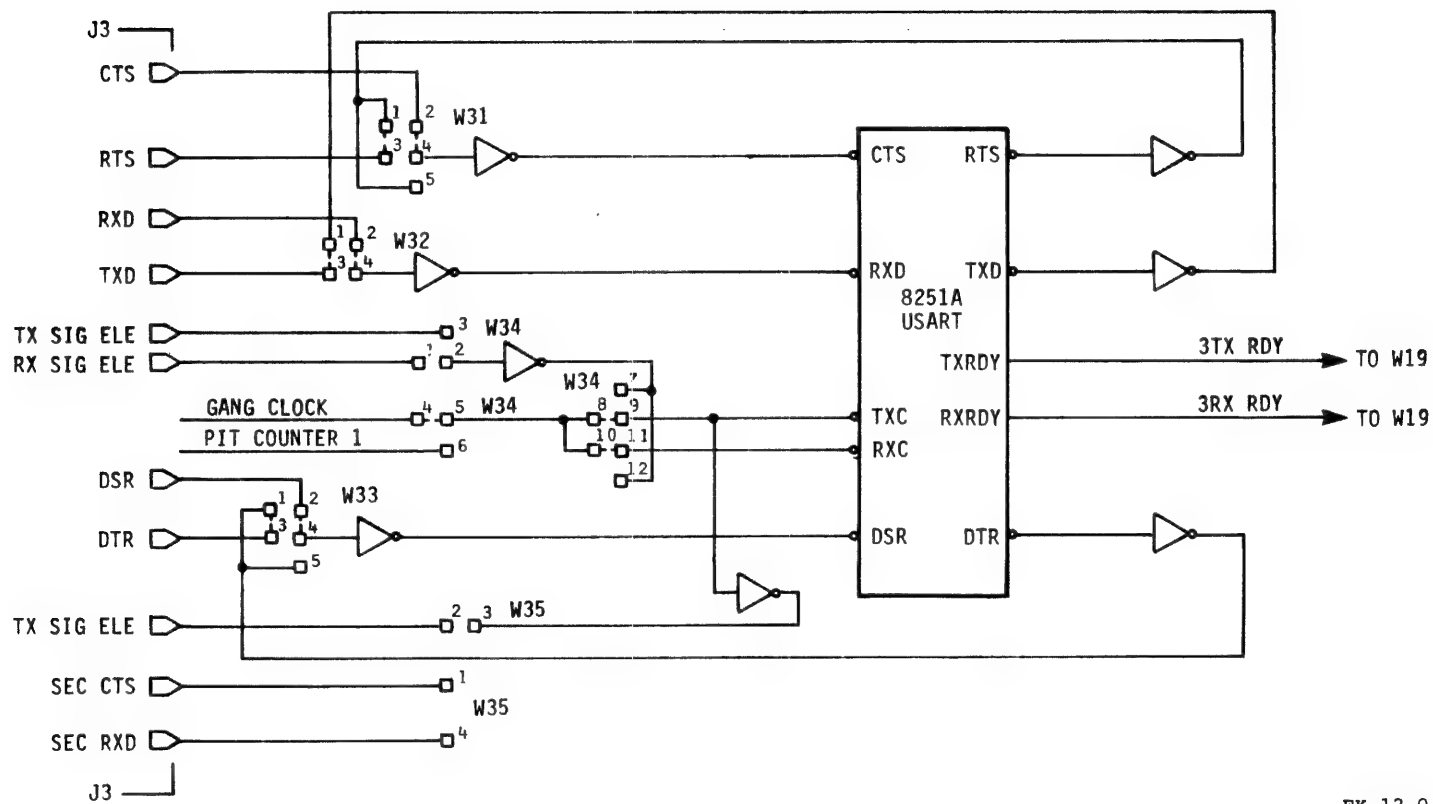 J3
CTS
1 2 W31
RTS
3 4
5
CTS RTS
RXD
1 2 W32
TXD
3 4
RXD TXD
8251A
USART
TX SIG ELE
3 W34
RX SIG ELE
1 2
TXRDY 3TX RDY TO W19
W34 7
GANG CLOCK
4 5 W34
8 9
TXC RXRDY 3RX RDY TO W19
PIT COUNTER 1
6
10 11
RXC
12
DSR
1 2 W33
DTR
3 4
5
DSR DTR
TX SIG ELE
2 3 W35
SEC CTS
1
W35
SEC RXD
4
J3